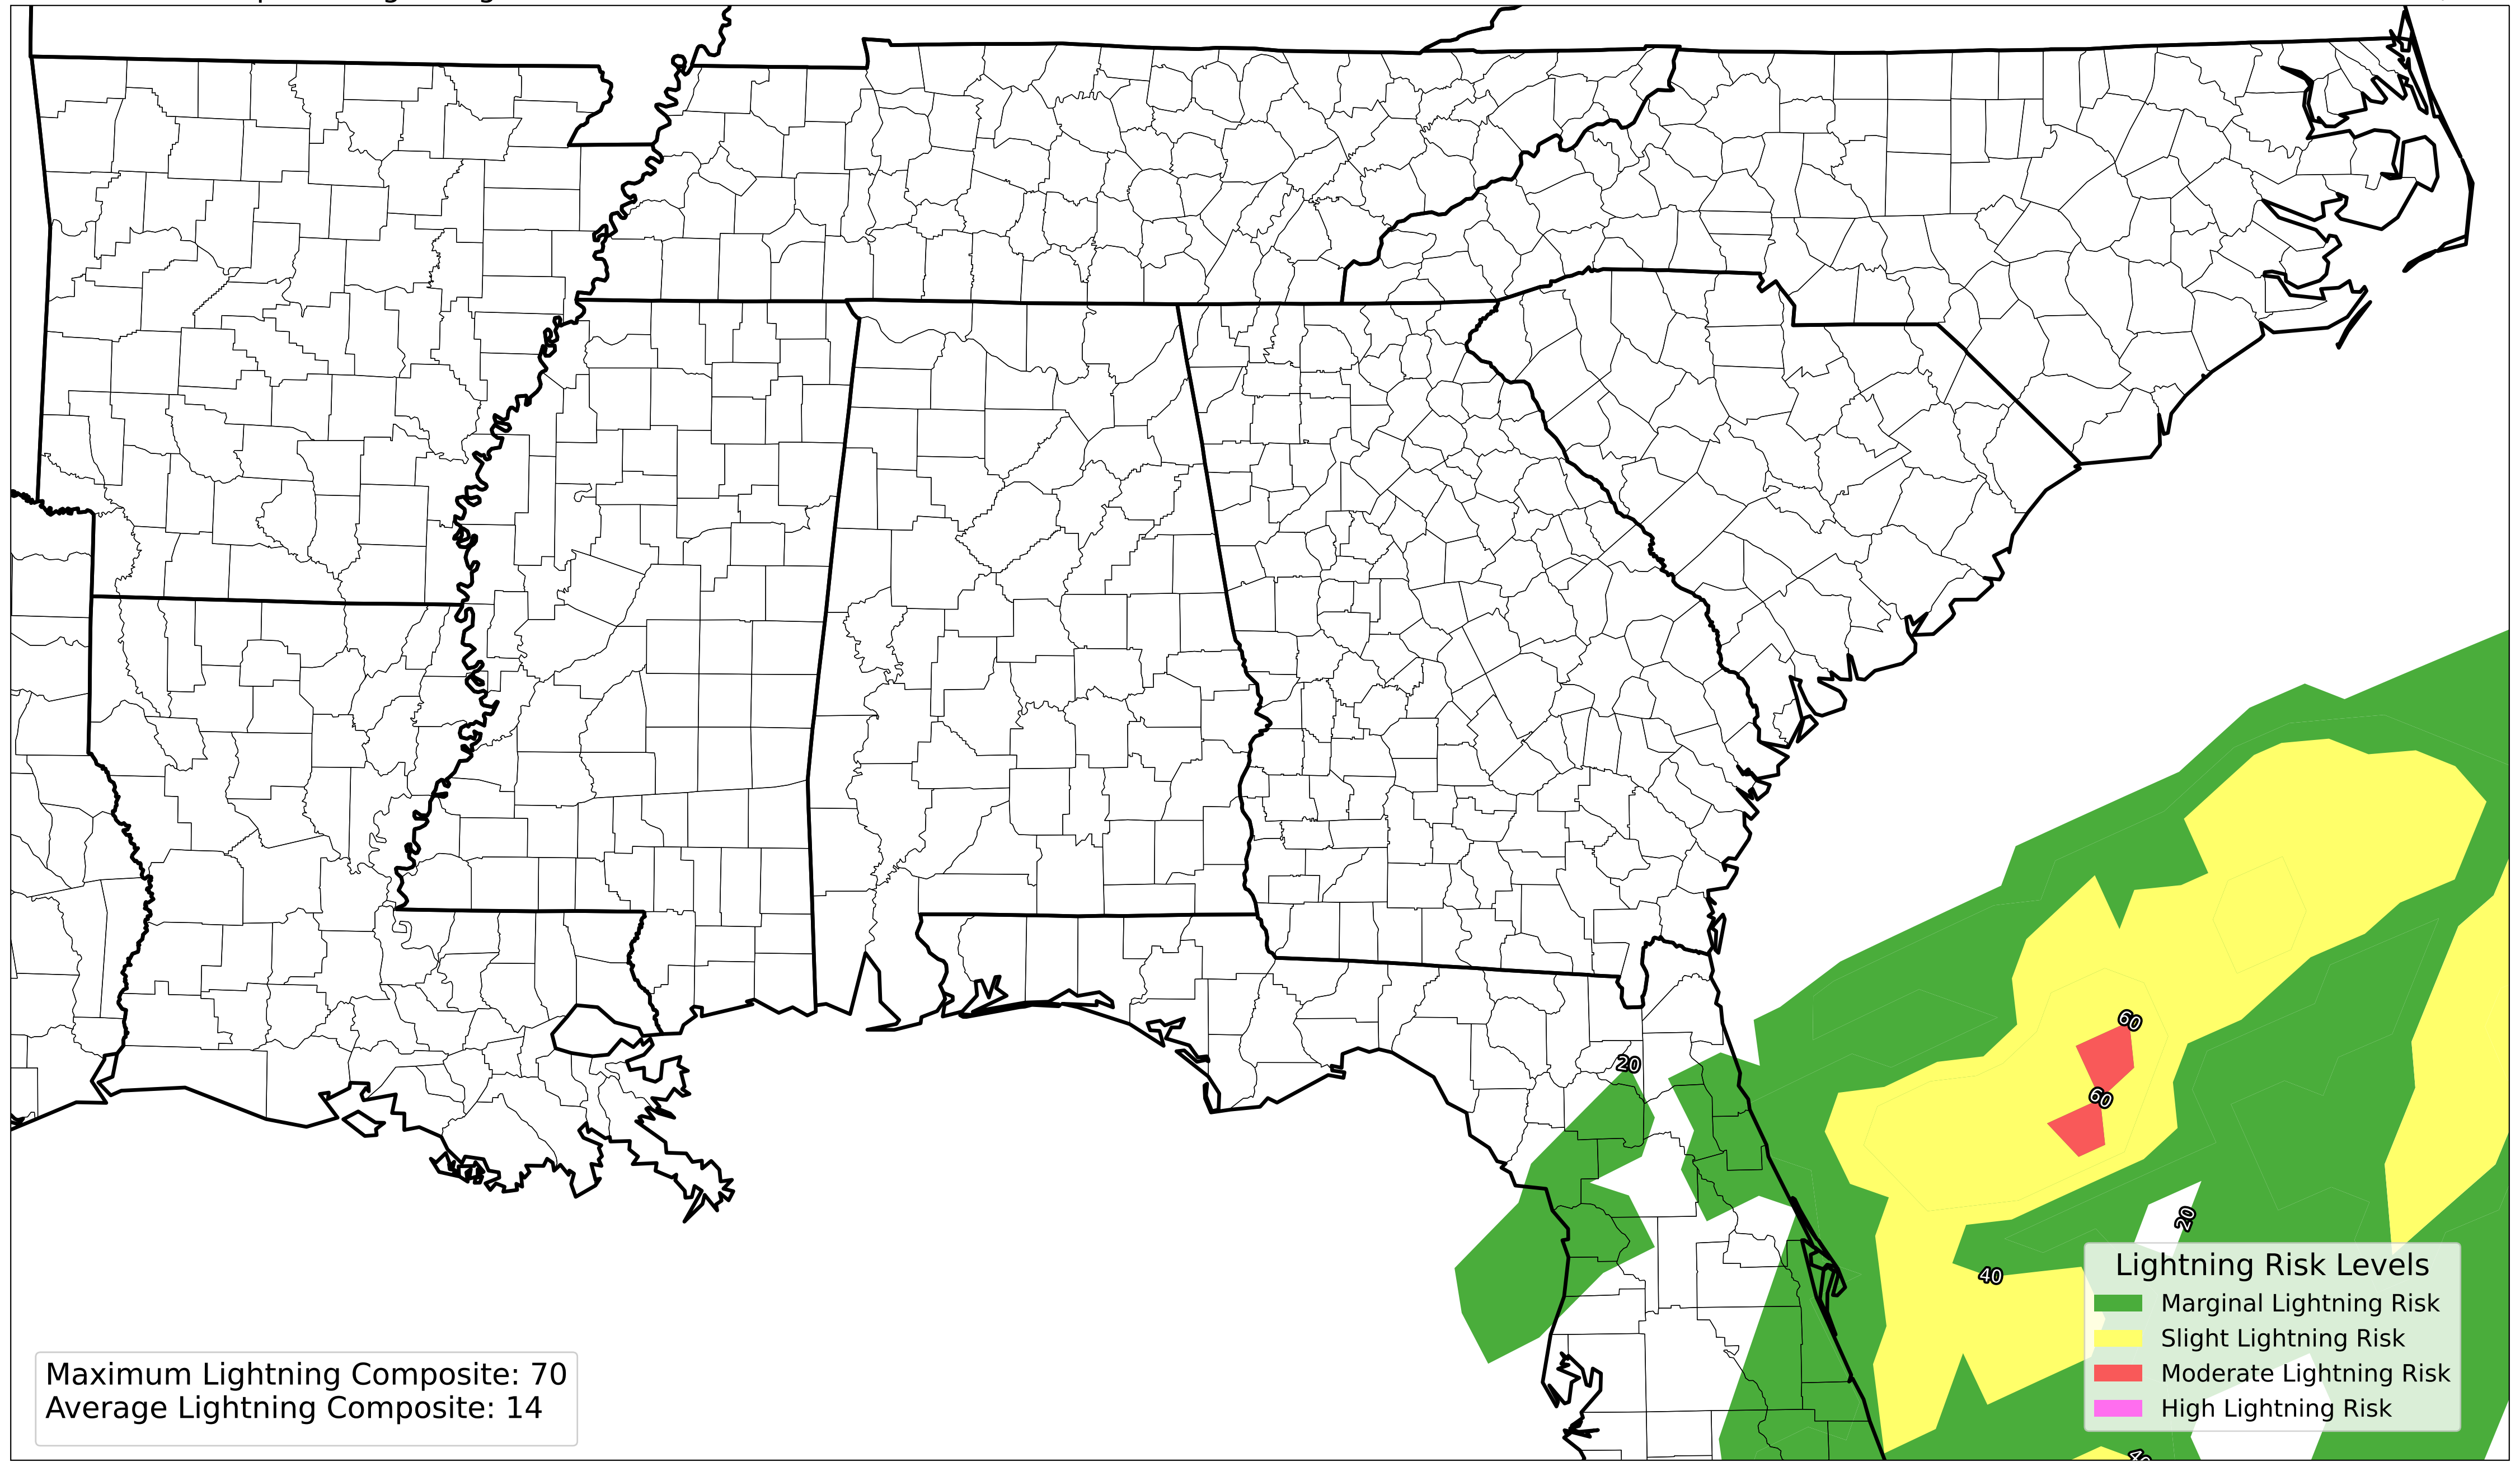 60
20
60
20
40
Lightning Risk Levels
Marginal Lightning Risk
Slight Lightning Risk
Moderate Lightning Risk
High Lightning Risk
Maximum Lightning Composite: 70
Average Lightning Composite: 14